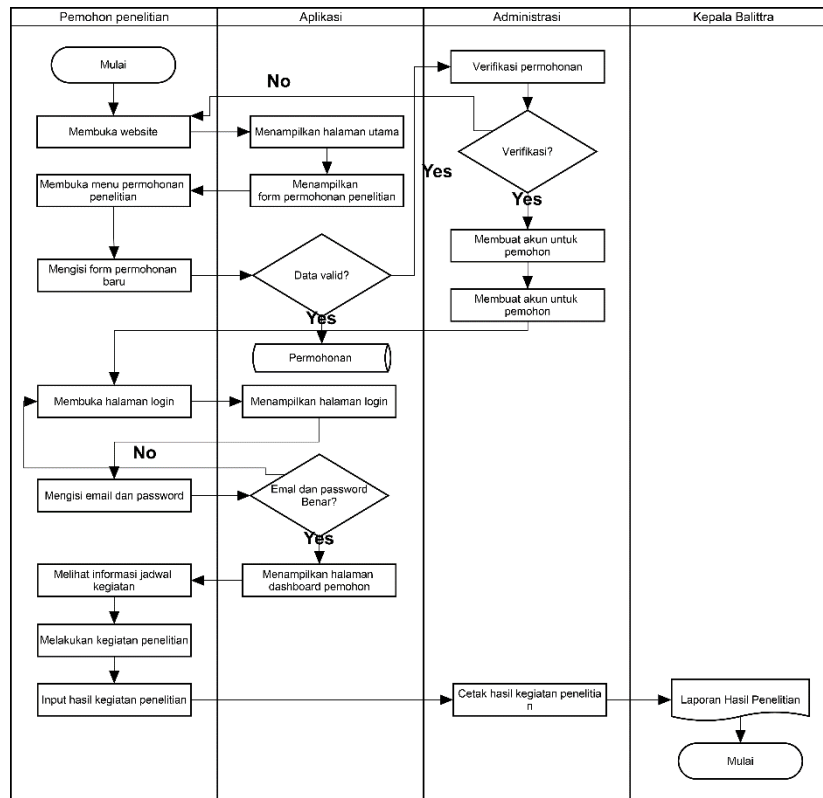 Pemohon penelitian
Aplikasi
Administrasi
Kepala Balittra
Mulai
No
Verifikasi permohonan
Membuka website
Menampilkan halaman utama
Verifikasi?
Membuka menu permohonan
penelitian
Menampilkan
form permohonan penelitian
Yes
Yes
Mengisi form permohonan
baru
Data valid?
Membuat akun untuk
pemohon
Membuat akun untuk
pemohon
Yes
Permohonan
Membuka halaman login
Menampilkan halaman login
No
Mengisi email dan password
Emal dan password
Benar?
Yes
Melihat informasi jadwal
kegiatan
Menampilkan halaman
dashboard pemohon
Melakukan kegiatan penelitian
Input hasil kegiatan penelitian
Cetak hasil kegiatan penelitia
n
Laporan Hasil Penelitian
Mulai